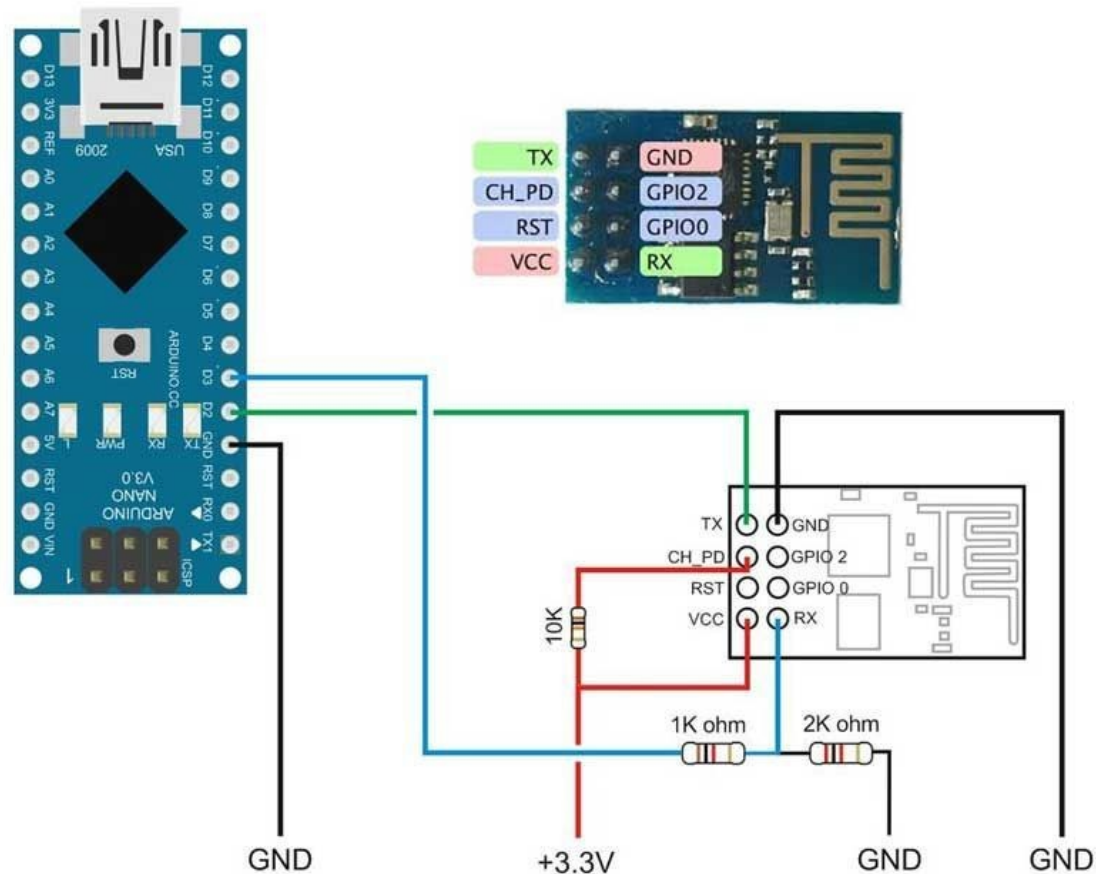 D13
3V3
REF
A0
A1
A2
A3
A4
A5
A6
A7
5V
RST
GND
VIN
D12
D11
D10
D9
D8
D7
D6
D5
D4
D3
D2
GND
RST
RX0
TX1
2009
USA
RST
ARDUINO.CC
L
PWR
RX
TX
ARDUINO
NANO
V3.0
ICSP
1
TX
GND
CH_PD
GPIO2
RST
GPIO0
VCC
RX
TX
GND
CH_PD
GPIO 2
RST
GPIO 0
VCC
RX
10K
1K ohm
2K ohm
GND
+3.3V
GND
GND